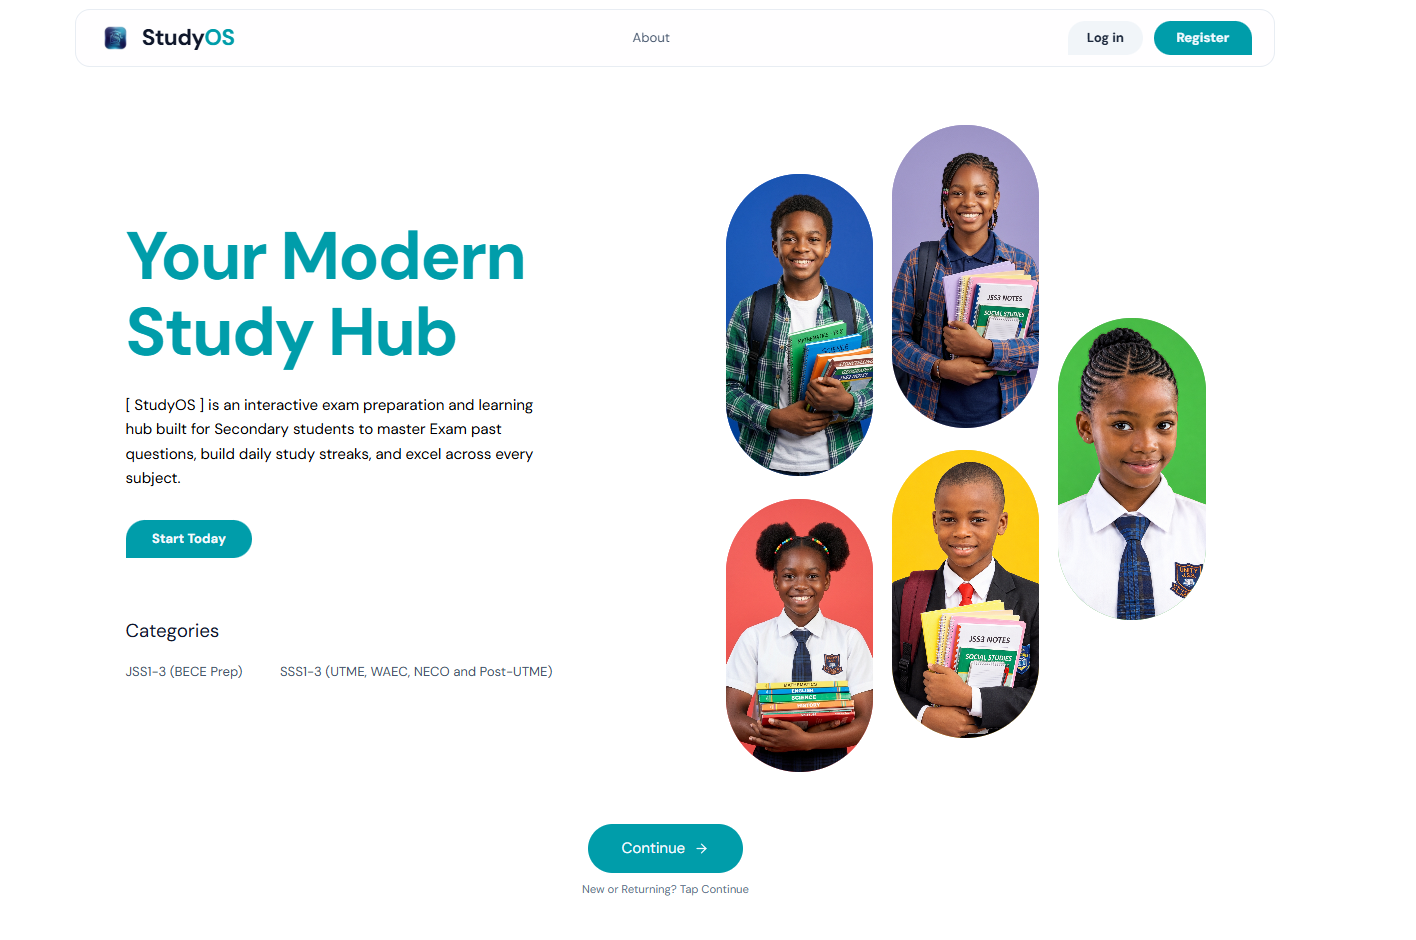 StudyOS
About
Log in
Register
Your Modern
Study Hub
[ StudyOS ] is an interactive exam preparation and learning
hub built for Secondary students to master Exam past
questions, build daily study streaks, and excel across every
subject.
Start Today
Categories
JSS1-3 (BECE Prep)
SSS1-3 (UTME, WAEC, NECO and Post-UTME)
JSS3 NOTES
SOCIAL STUDIES
UNITY
MATHEMATICS
ENGLISH
SCIENCE
HISTORY
JSS3 NOTES
SOCIAL STUDIES
Continue →
New or Returning? Tap Continue